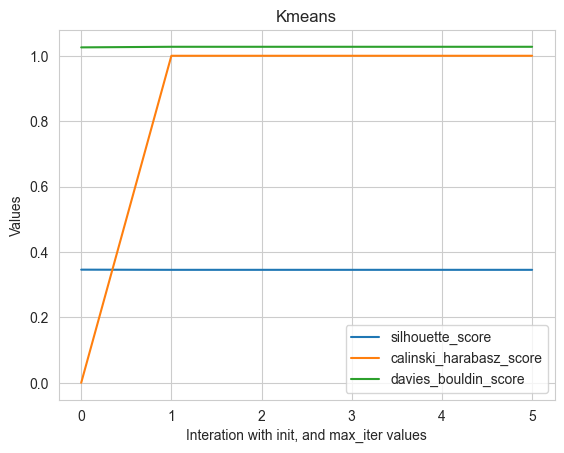 Kmeans
Values
1.0
0.8
0.6
0.4
0.2
0.0
silhouette_score
calinski_harabasz_score
davies_bouldin_score
0 1 2 3 4 5
Interation with init, and max_iter values